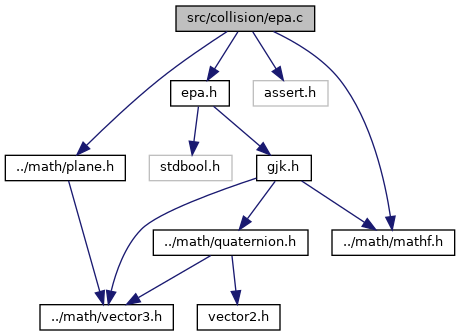 src/collision/epa.c
epa.h
assert.h
../math/plane.h
stdbool.h
gjk.h
../math/quaternion.h
../math/mathf.h
../math/vector3.h
vector2.h